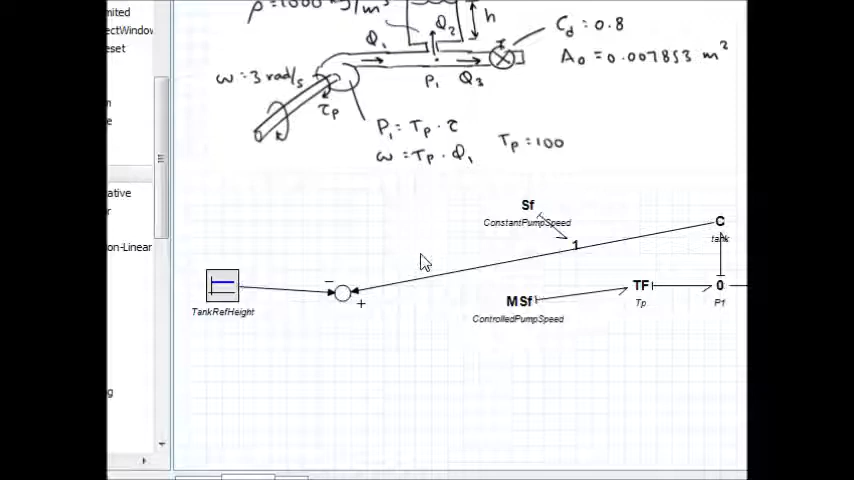 ρ=1000 kg/m³
h
Q₂
C_d = 0.8
Q₁
A₀ = 0.007853 m²
ω = 3 rad/s
P₁
Q₃
τ_P
P₁ = T_P · τ
T_P = 100
ω = T_P · Q₁
imited
ectWindow
eset
e
ative
r
on-Linear
g
Sf
ConstantPumpSpeed
C
tank
1
TankRefHeight
−
+
MSf
ControlledPumpSpeed
TF
Tp
0
P1